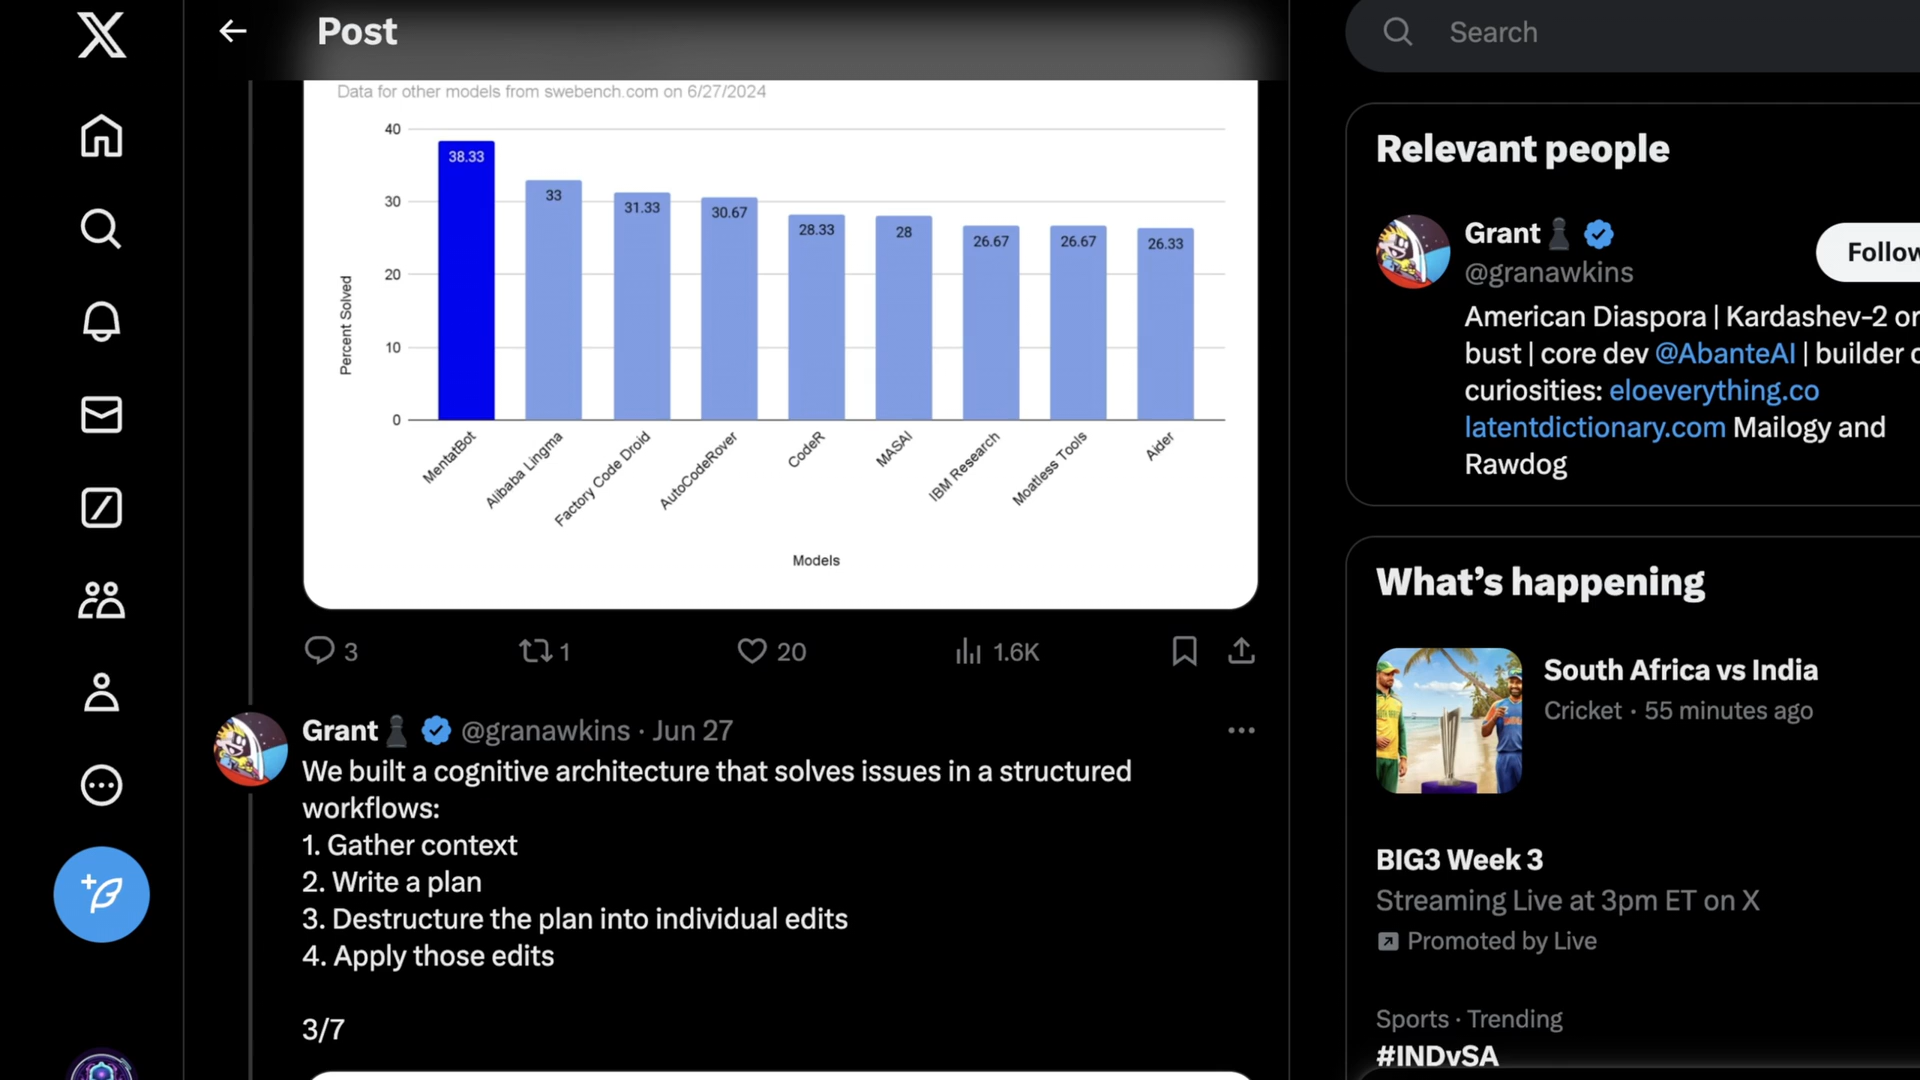 Post
Data for other models from swebench.com on 6/27/2024
40
30
20
10
0
Percent Solved
38.33
33
31.33
30.67
28.33
28
26.67
26.67
26.33
MentatBot
Alibaba Lingma
Factory Code Droid
AutoCodeRover
CodeR
MASAI
IBM Research
Moatless Tools
Aider
Models
3
1
20
1.6K
Grant @granawkins · Jun 27
We built a cognitive architecture that solves issues in a structured
workflows:
1. Gather context
2. Write a plan
3. Destructure the plan into individual edits
4. Apply those edits
3/7
Search
Relevant people
Grant
@granawkins
Follow
American Diaspora | Kardashev-2 or
bust | core dev @AbanteAI | builder
curiosities: eloeverything.co
latentdictionary.com Mailogy and
Rawdog
What's happening
South Africa vs India
Cricket · 55 minutes ago
BIG3 Week 3
Streaming Live at 3pm ET on X
Promoted by Live
Sports · Trending
#INDvSA